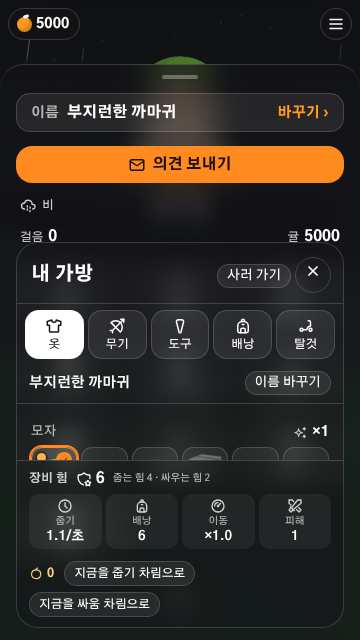 5000
이름 부지런한 까마귀 바꾸기 ›
의견 보내기
비
걸음 0 귤 5000
내 가방 사러 가기 ×
옷 무기 도구 배낭 탈것
부지런한 까마귀 이름 바꾸기
모자 ×1
장비 힘 6 줍는 힘 4 · 싸우는 힘 2
줍기 배낭 이동 피해
1.1/초 6 ×1.0 1
0 지금을 줍기 차림으로
지금을 싸움 차림으로